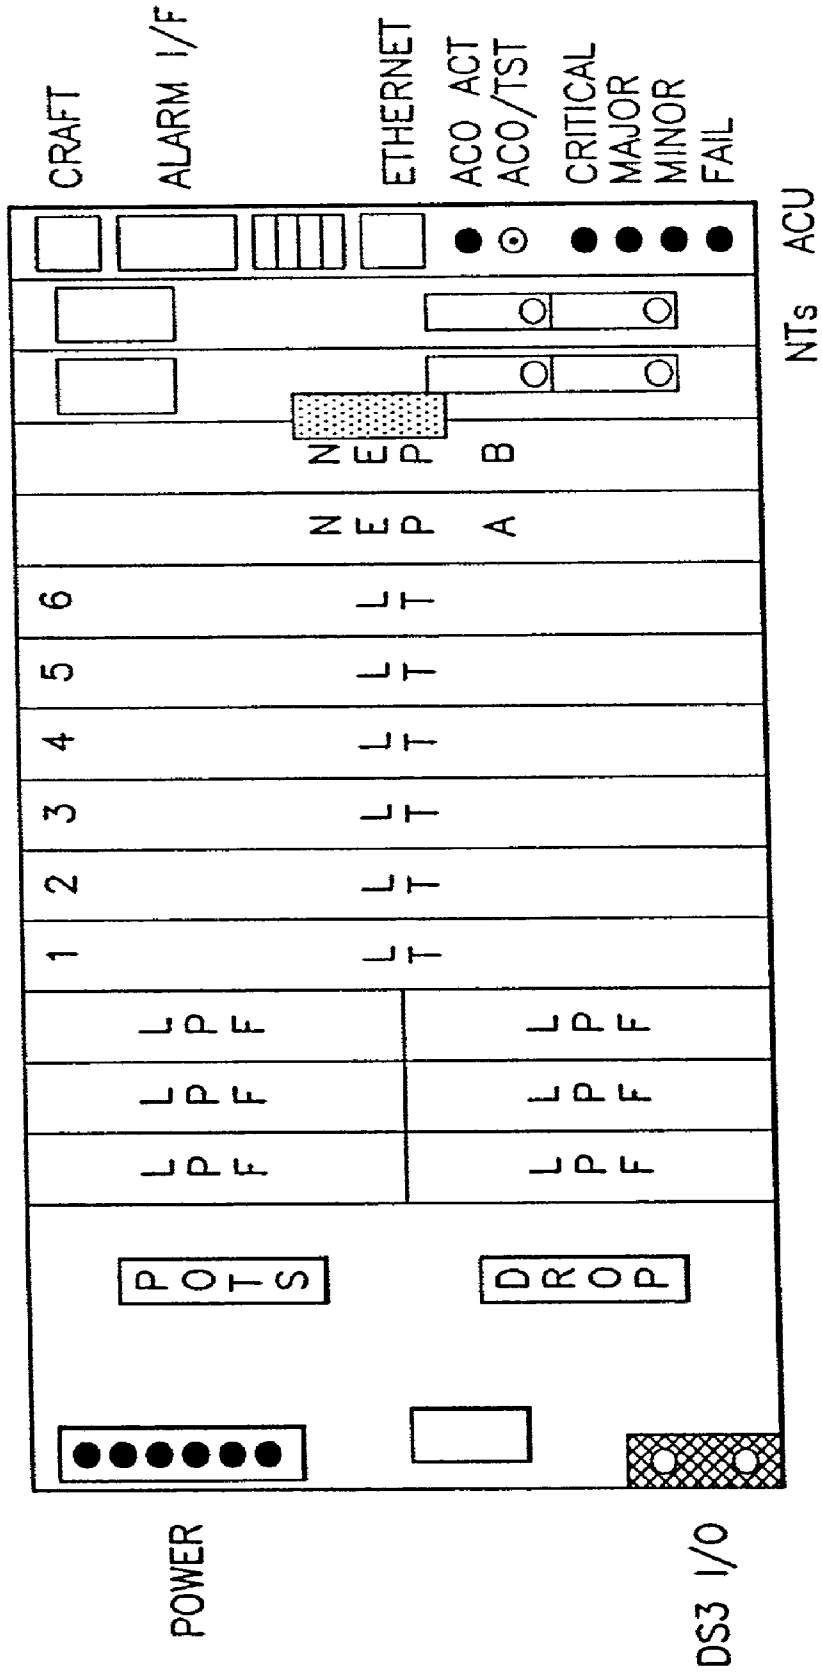 CRAFT
ALARM I/F
ETHERNET
ACO ACT
ACO/TST
CRITICAL
MAJOR
MINOR
FAIL
NTs
ACU
NEP B
NEP A
6
LT
5
LT
4
LT
3
LT
2
LT
1
LT
LPF
LPF
LPF
LPF
LPF
LPF
POTS
DROP
POWER
DS3 I/O